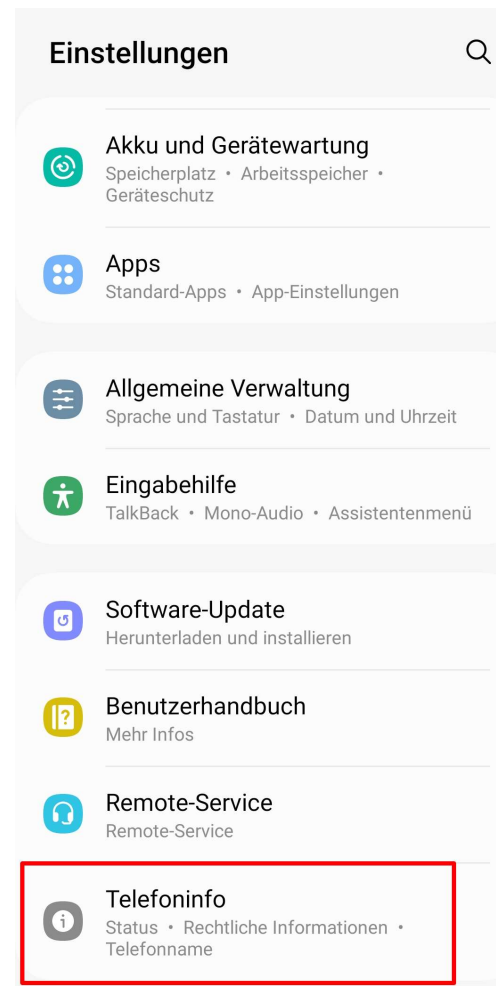 Einstellungen
Akku und Gerätewartung
Speicherplatz • Arbeitsspeicher •
Geräteschutz
Apps
Standard-Apps • App-Einstellungen
Allgemeine Verwaltung
Sprache und Tastatur • Datum und Uhrzeit
Eingabehilfe
TalkBack • Mono-Audio • Assistentenmenü
Software-Update
Herunterladen und installieren
Benutzerhandbuch
Mehr Infos
Remote-Service
Remote-Service
Telefoninfo
Status • Rechtliche Informationen •
Telefonname